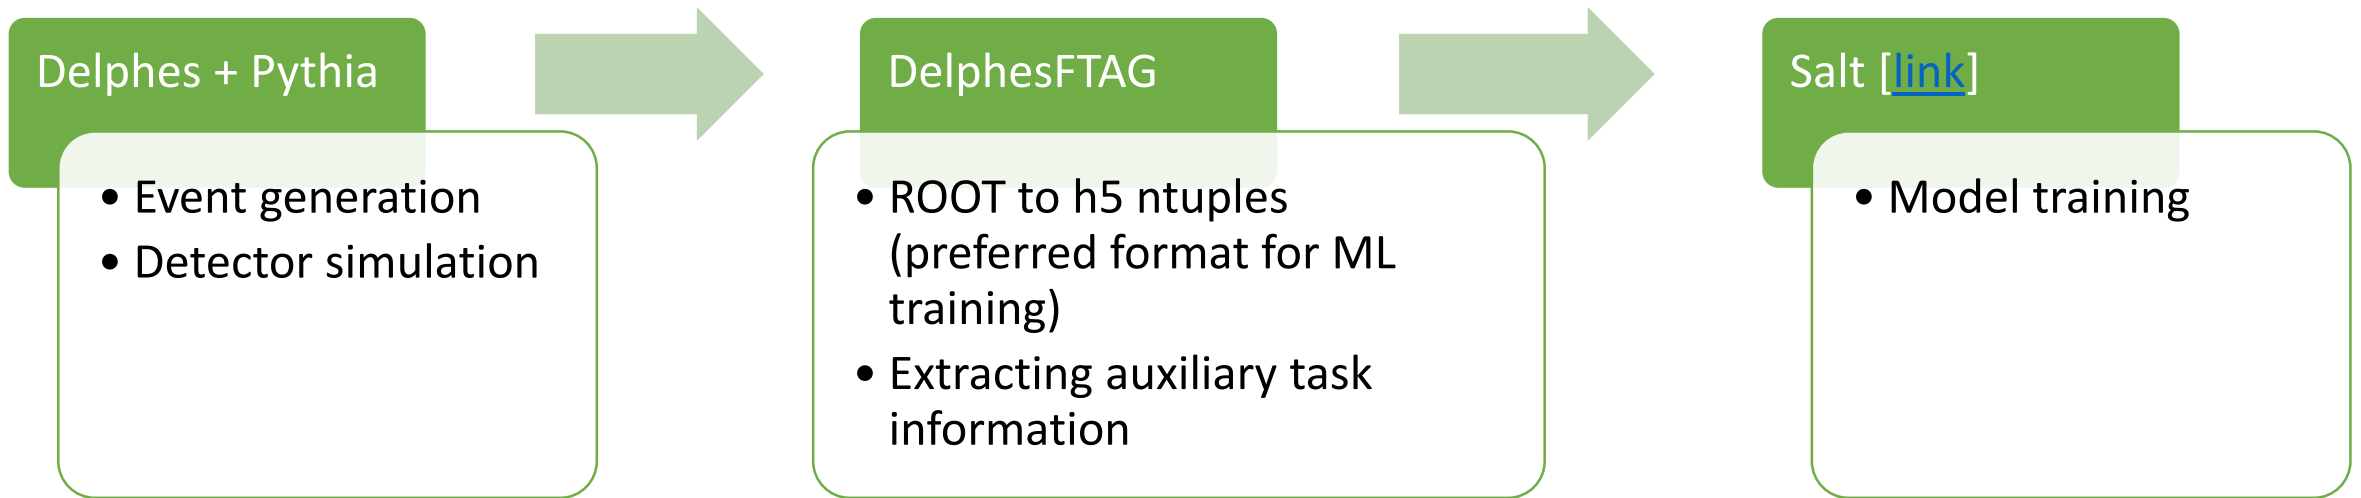 Delphes + Pythia
• Event generation
• Detector simulation
DelphesFTAG
• ROOT to h5 ntuples
(preferred format for ML
training)
• Extracting auxiliary task
information
Salt [link]
• Model training